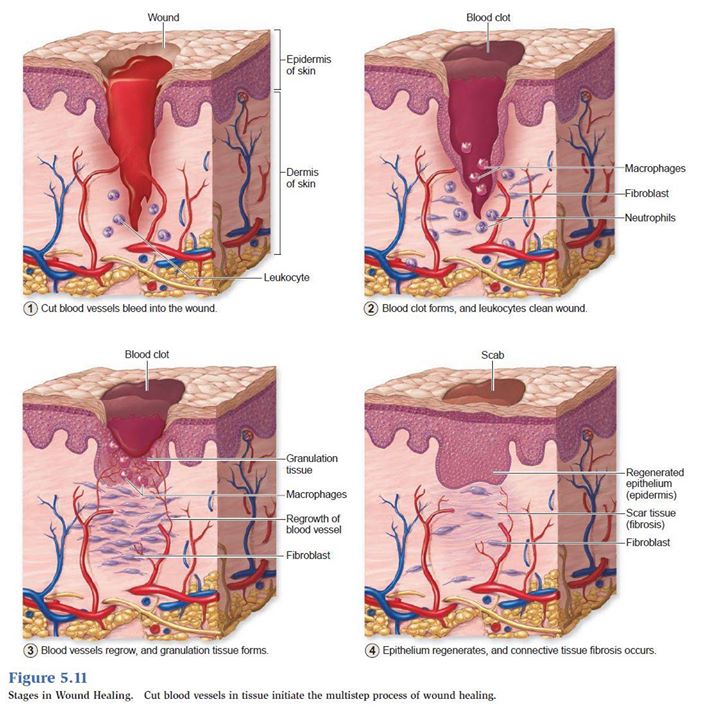 Wound
Epidermis
of skin
Dermis
of skin
Leukocyte
1 Cut blood vessels bleed into the wound.
Blood clot
Macrophages
Fibroblast
Neutrophils
2 Blood clot forms, and leukocytes clean wound.
Blood clot
Granulation
tissue
Macrophages
Regrowth of
blood vessel
Fibroblast
3 Blood vessels regrow, and granulation tissue forms.
Scab
Regenerated
epithelium
(epidermis)
Scar tissue
(fibrosis)
Fibroblast
4 Epithelium regenerates, and connective tissue fibrosis occurs.
Figure 5.11
Stages in Wound Healing. Cut blood vessels in tissue initiate the multistep process of wound healing.